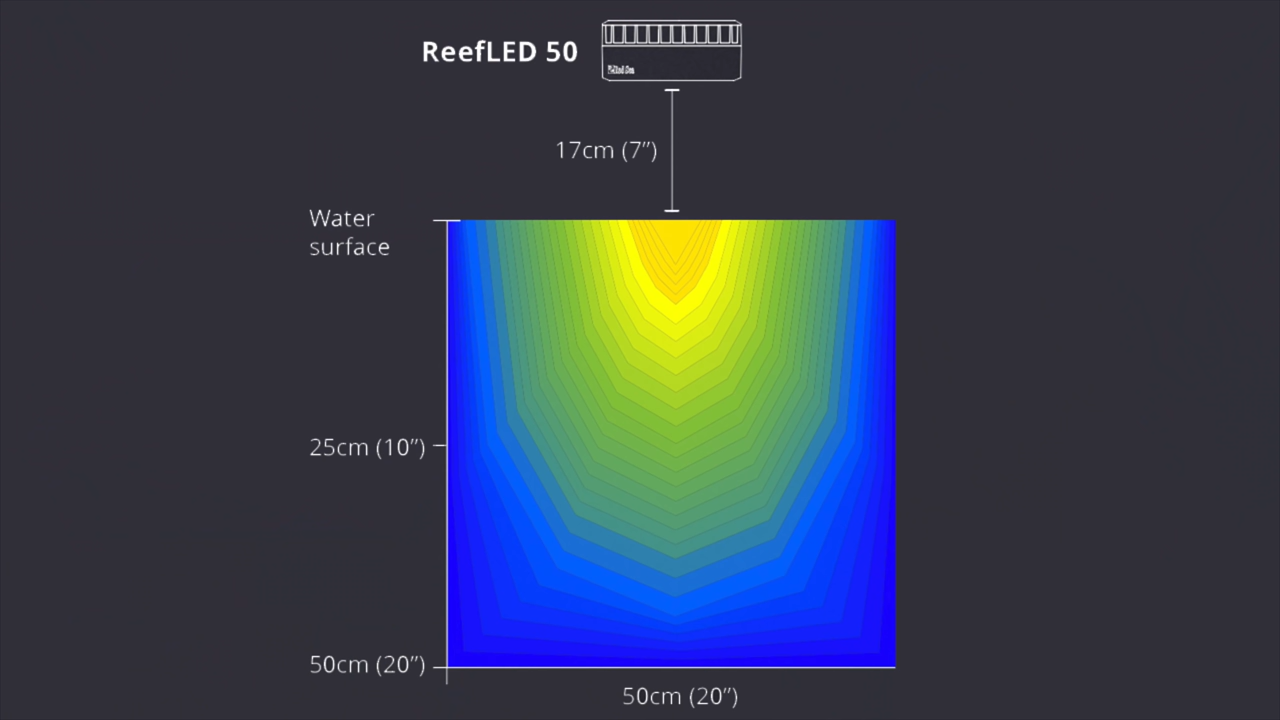 ReefLED 50
17cm (7”)
Water
surface
25cm (10”)
50cm (20”)
50cm (20”)